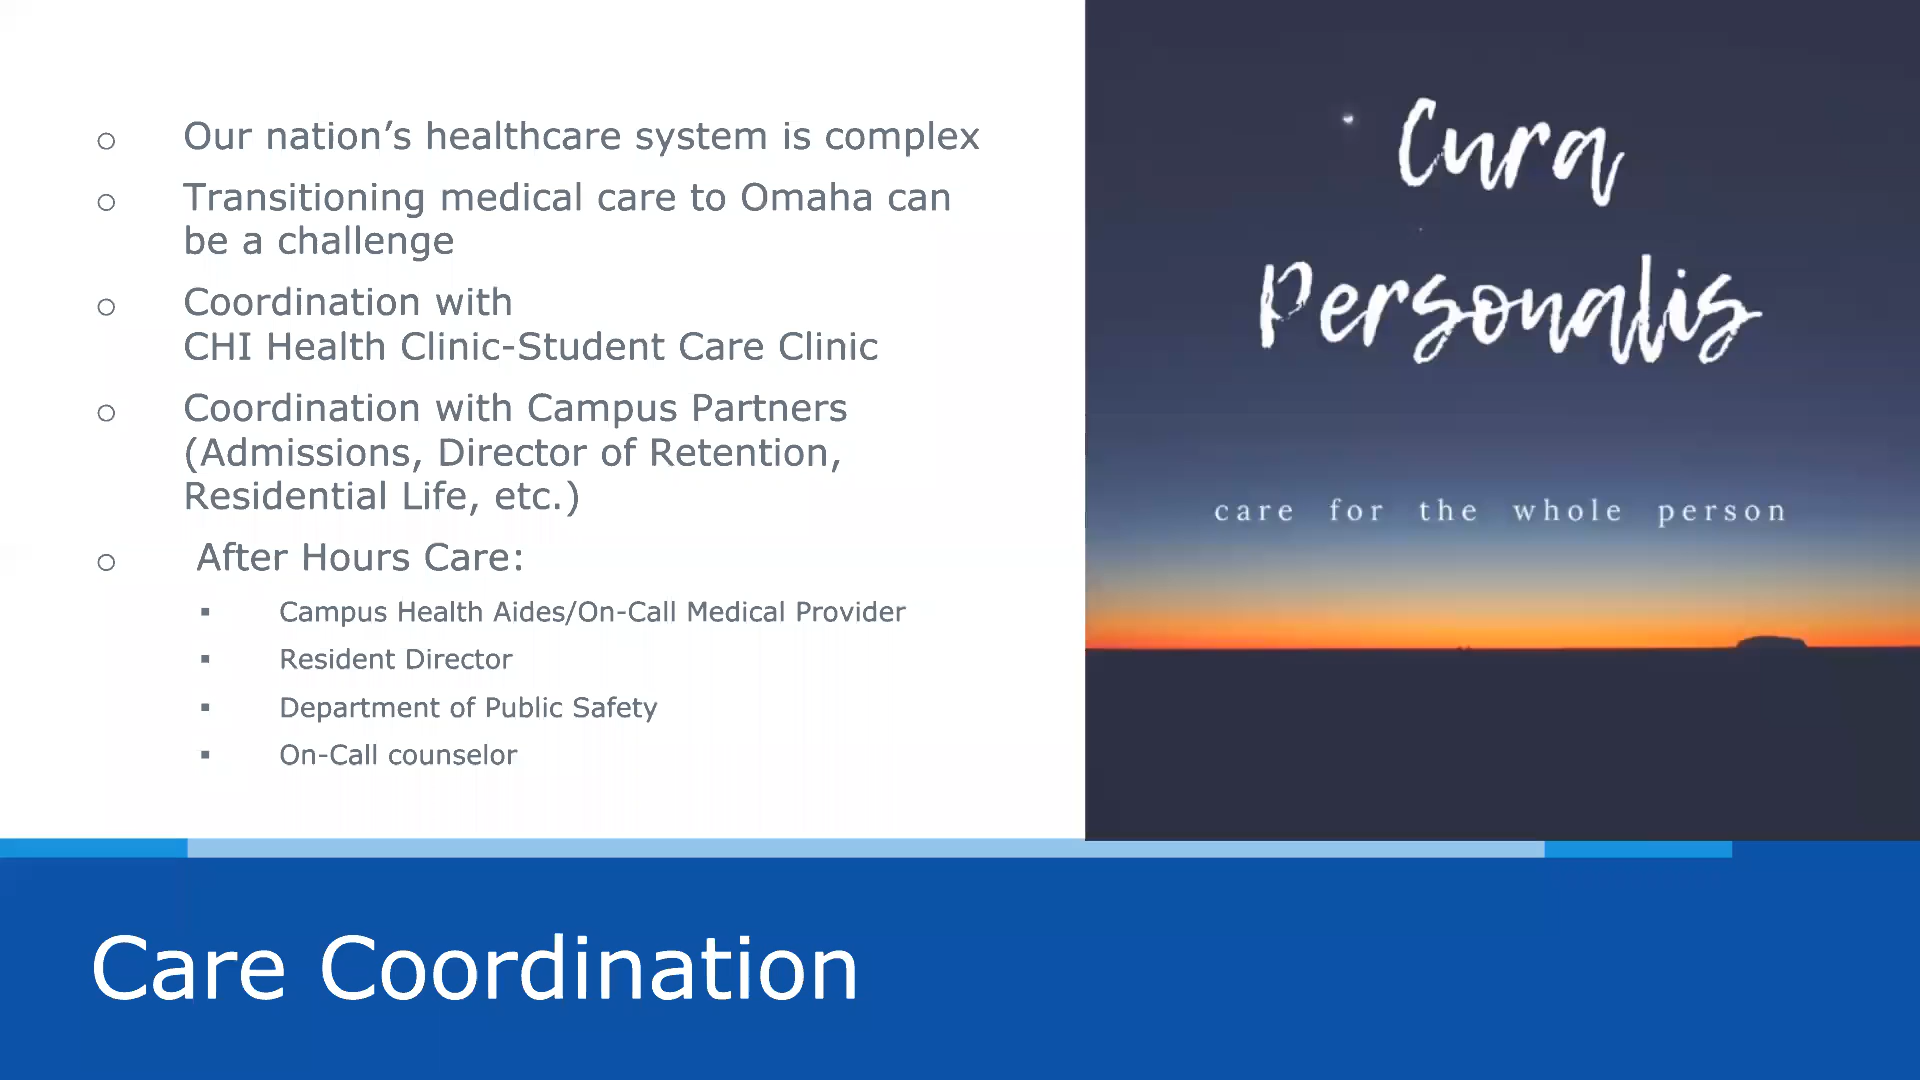 Our nation’s healthcare system is complex
Transitioning medical care to Omaha can
be a challenge
Coordination with
CHI Health Clinic-Student Care Clinic
Coordination with Campus Partners
(Admissions, Director of Retention,
Residential Life, etc.)
After Hours Care:
Campus Health Aides/On-Call Medical Provider
Resident Director
Department of Public Safety
On-Call counselor
Cura
Personalis
care for the whole person
Care Coordination